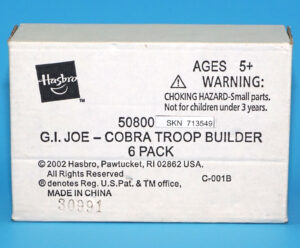 Hasbro
AGES 5+
⚠ WARNING:
CHOKING HAZARD-Small parts.
Not for children under 3 years.
50800
SKN 713549
G.I. JOE – COBRA TROOP BUILDER
6 PACK
© 2002 Hasbro, Pawtucket, RI 02862 USA.
All Rights Reserved
® denotes Reg. U.S.Pat. & TM office,
C-001B
MADE IN CHINA
30991